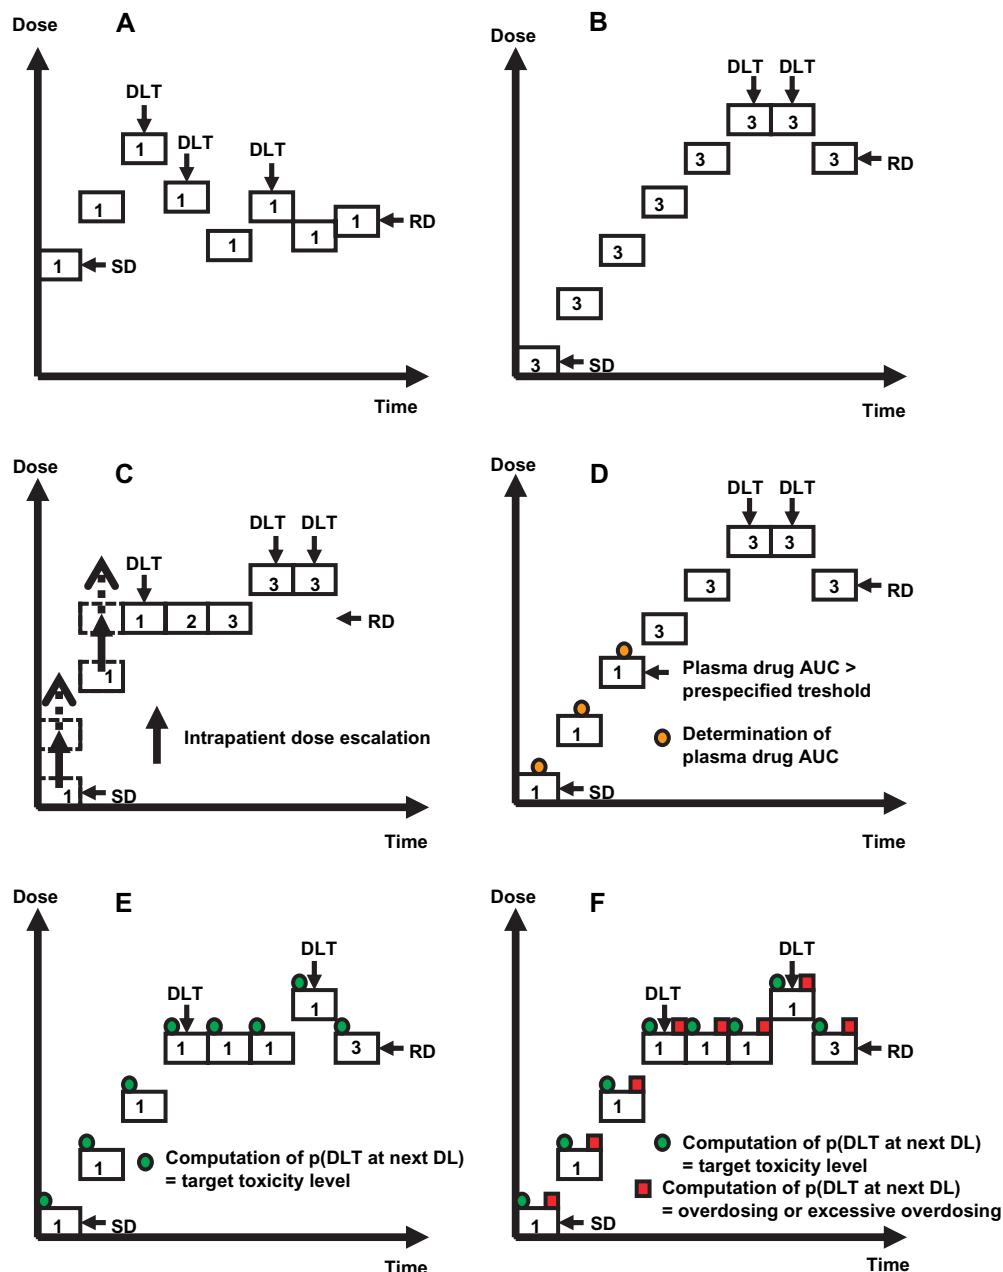 A
Dose
DLT
DLT
DLT
1
1
1
1
1
1
1
1
RD
1
SD
Time
B
Dose
DLT DLT
3 3
3
3
RD
3
3
3
3
SD
Time
C
Dose
DLT DLT
DLT
3 3
1 2 3
RD
1
Intrapatient dose escalation
1
SD
Time
D
Dose
DLT DLT
3 3
3
3
RD
3
1
Plasma drug AUC >
prespecified treshold
1
Determination of
plasma drug AUC
1
SD
Time
E
Dose
DLT
DLT
1
1 1 1
3
RD
1
1
Computation of p(DLT at next DL)
= target toxicity level
1
SD
Time
F
Dose
DLT
DLT
1
1 1 1
3
RD
1
1
Computation of p(DLT at next DL)
= target toxicity level
Computation of p(DLT at next DL)
= overdosing or excessive overdosing
1
SD
Time